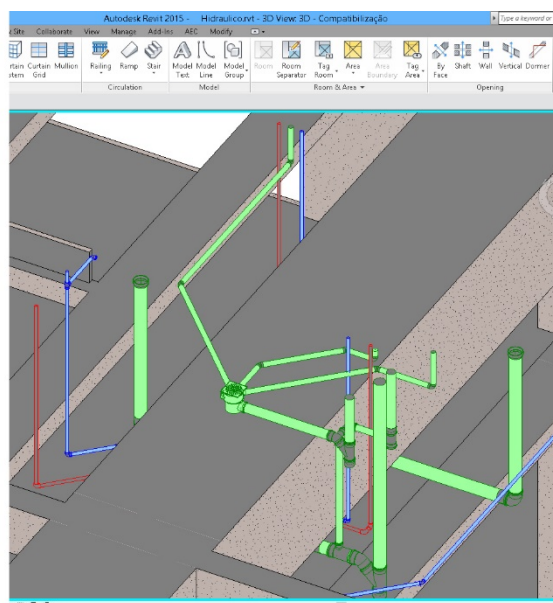 Autodesk Revit 2015 - Hidraulico.rvt - 3D View: 3D - Compatibilização
Type a keyword or
Site Collaborate View Manage Add-Ins AEC Modify
Curtain Mullion Railing Ramp Stair Model Model Model Room Room Tag Area Area Tag By Shaft Wall Vertical Dormer
Grid Text Line Group Separator Room Boundary Area Face
Circulation Model Room & Area Opening